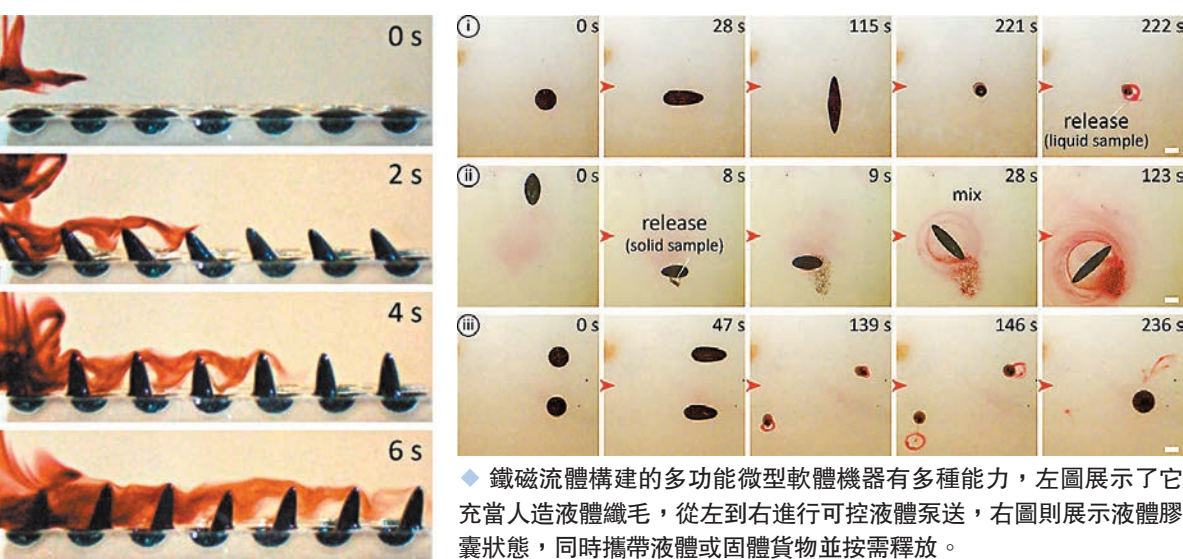 0 s
2 s
4 s
6 s
i 0 s 28 s 115 s 221 s 222 s
release
(liquid sample)
ii 0 s 8 s 9 s 28 s 123 s
mix
release
(solid sample)
iii 0 s 47 s 139 s 146 s 236 s
◆ 鐵磁流體構建的多功能微型軟體機器有多種能力，左圖展示了它
充當人造液體纖毛，從左到右進行可控液體泵送，右圖則展示液體膠
囊狀態，同時攜帶液體或固體貨物並按需釋放。